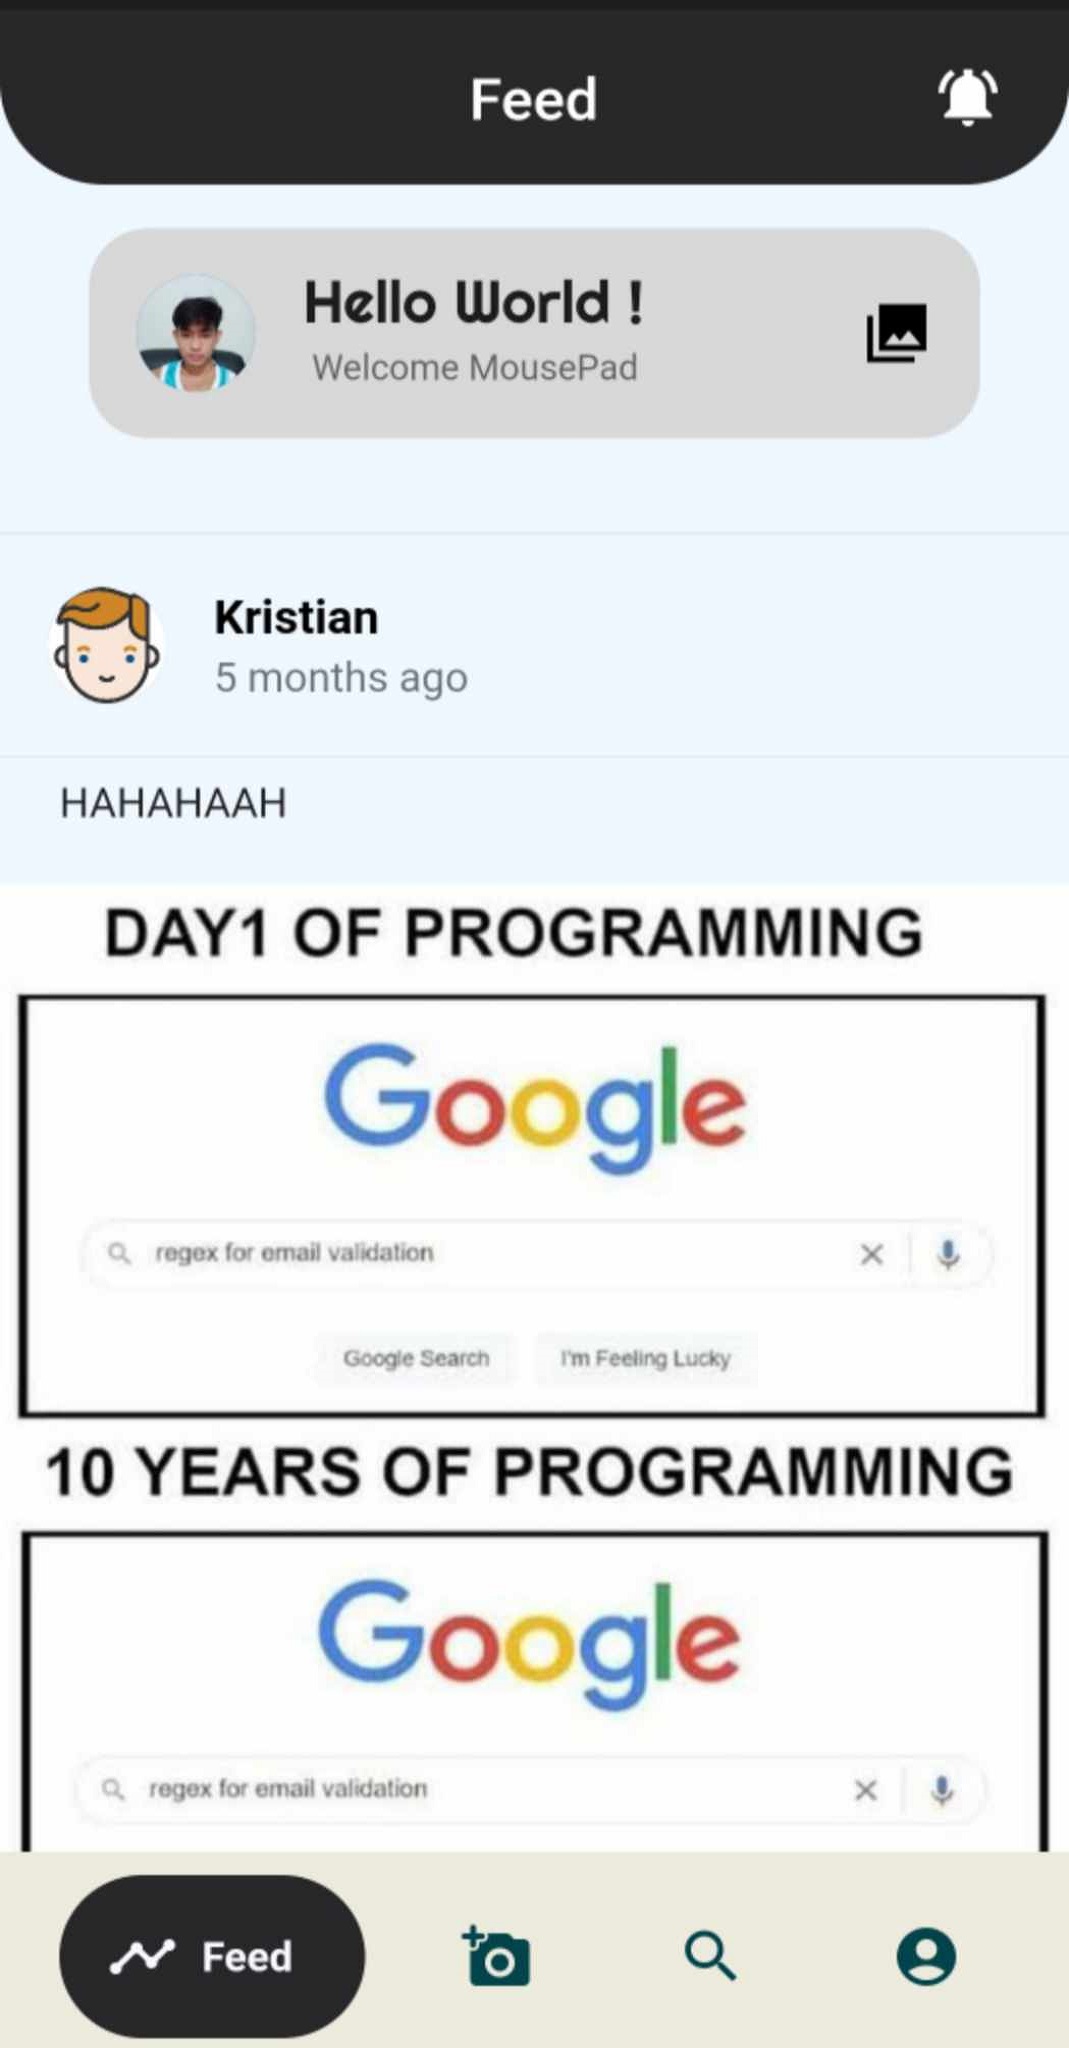 Feed
Hello World !
Welcome MousePad
Kristian
5 months ago
HAHAHAAH
DAY1 OF PROGRAMMING
Google
regex for email validation
Google Search
I'm Feeling Lucky
10 YEARS OF PROGRAMMING
Google
regex for email validation
Feed